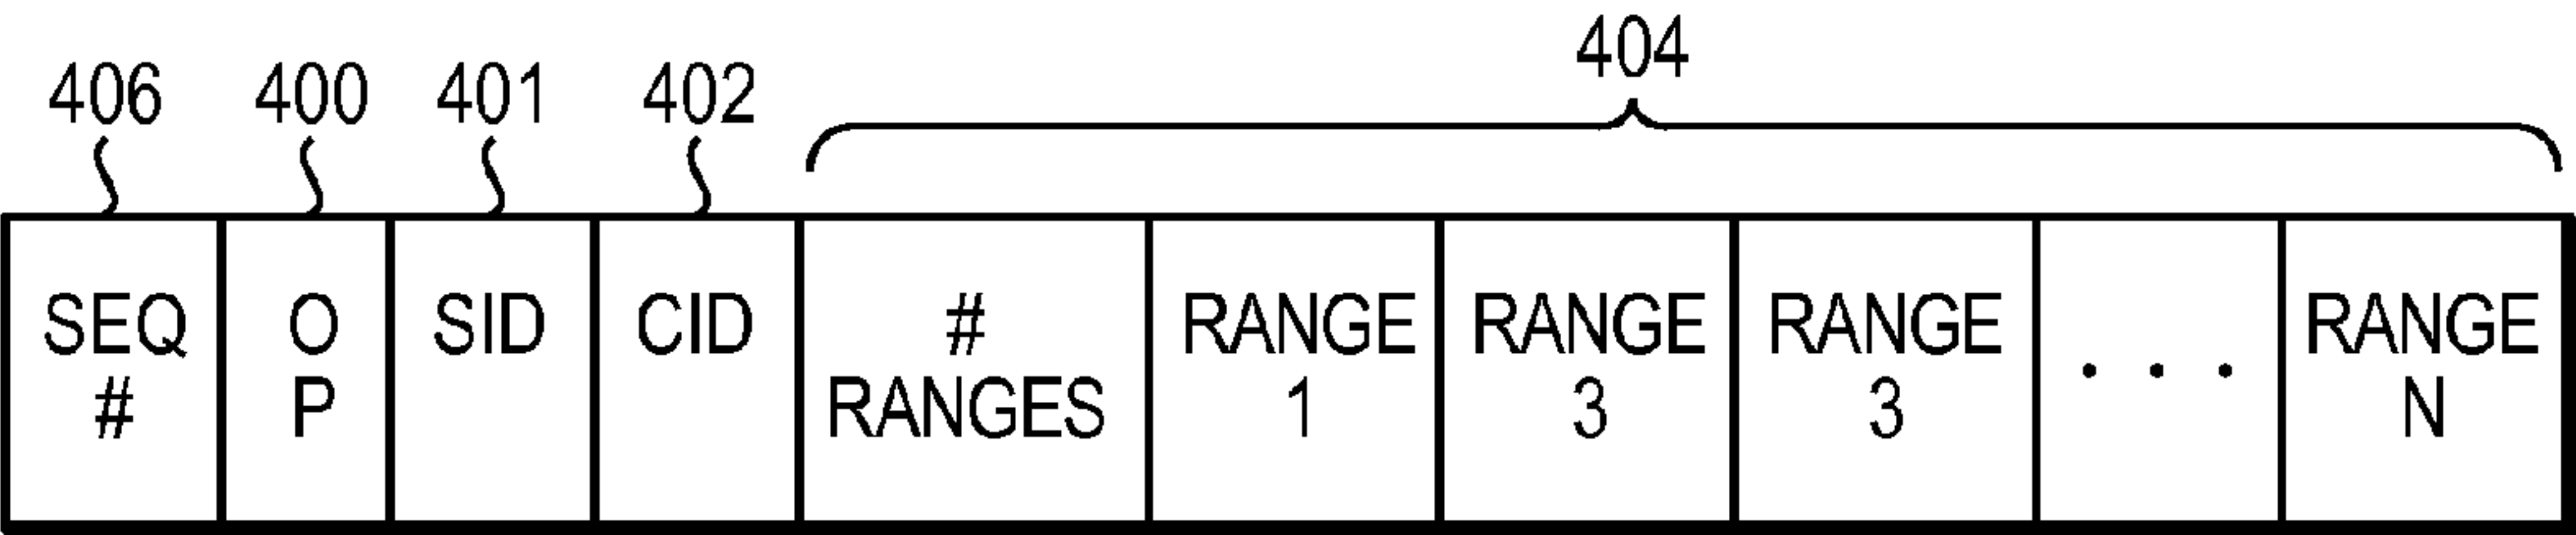 404
406 400 401 402
SEQ O SID CID # RANGE RANGE RANGE RANGE
# P RANGES 1 3 3 . . . N